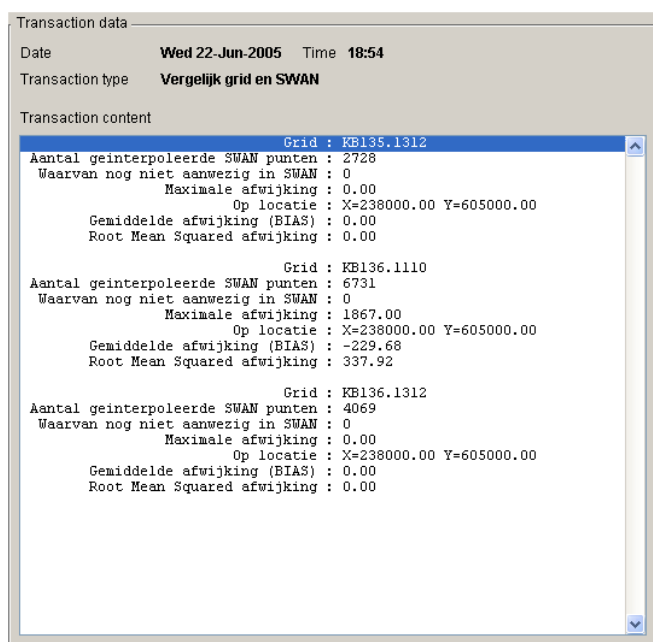 Transaction data
Date Wed 22-Jun-2005 Time 18:54
Transaction type Vergelijk grid en SWAN
Transaction content
Grid : KB135.1312
Aantal geinterpoleerde SWAN punten : 2728
Waarvan nog niet aanwezig in SWAN : 0
Maximale afwijking : 0.00
Op locatie : X=238000.00 Y=605000.00
Gemiddelde afwijking (BIAS) : 0.00
Root Mean Squared afwijking : 0.00
Grid : KB136.1110
Aantal geinterpoleerde SWAN punten : 6731
Waarvan nog niet aanwezig in SWAN : 0
Maximale afwijking : 1867.00
Op locatie : X=238000.00 Y=605000.00
Gemiddelde afwijking (BIAS) : -229.68
Root Mean Squared afwijking : 337.92
Grid : KB136.1312
Aantal geinterpoleerde SWAN punten : 4069
Waarvan nog niet aanwezig in SWAN : 0
Maximale afwijking : 0.00
Op locatie : X=238000.00 Y=605000.00
Gemiddelde afwijking (BIAS) : 0.00
Root Mean Squared afwijking : 0.00